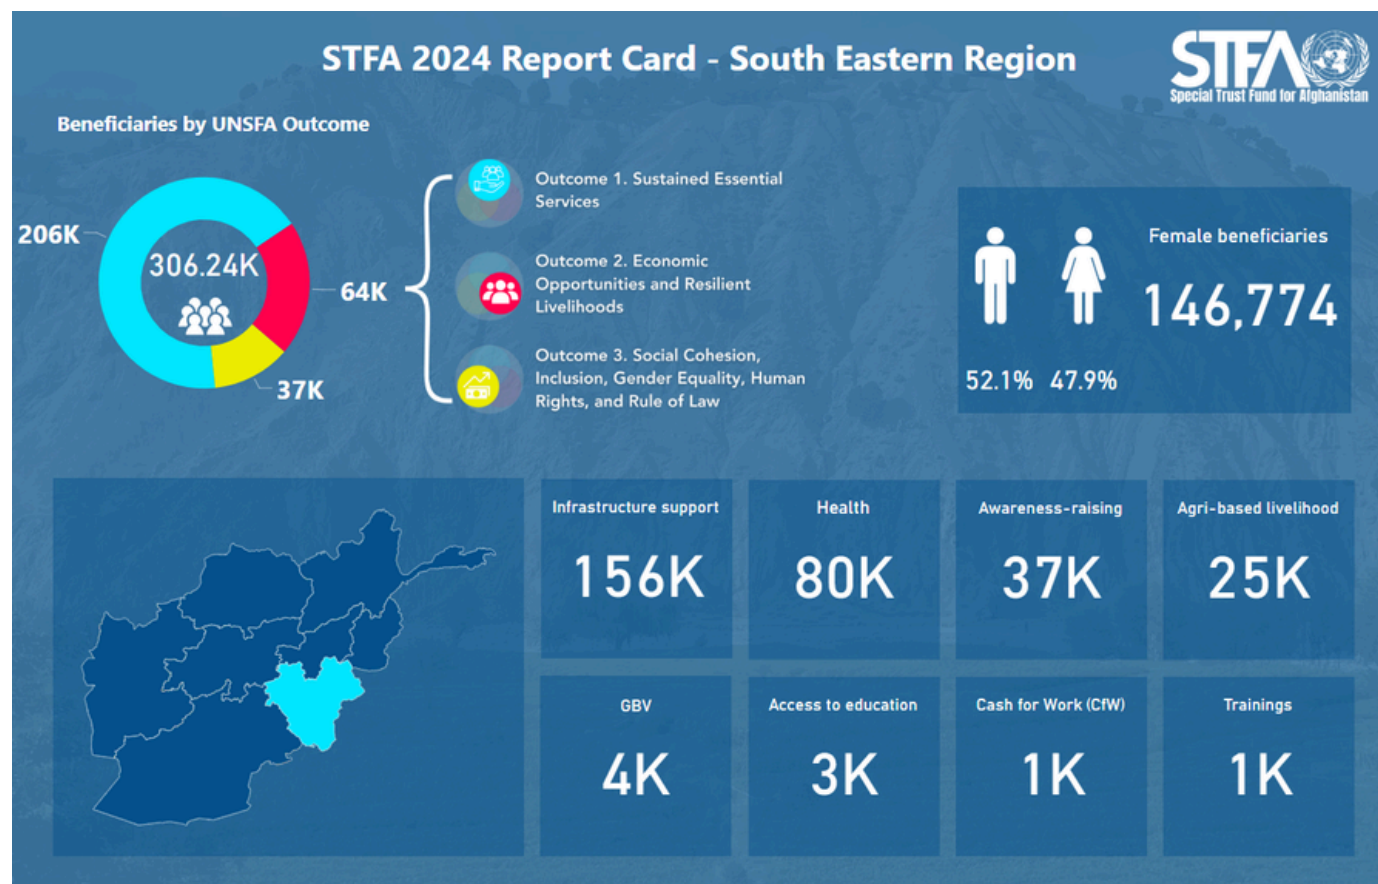 STFA 2024 Report Card - South Eastern Region
STFA
Special Trust Fund for Afghanistan
Beneficiaries by UNSFA Outcome
206K
306.24K
64K
37K
Outcome 1. Sustained Essential
Services
Outcome 2. Economic
Opportunities and Resilient
Livelihoods
Outcome 3. Social Cohesion,
Inclusion, Gender Equality, Human
Rights, and Rule of Law
Female beneficiaries
146,774
52.1% 47.9%
Infrastructure support
156K
Health
80K
Awareness-raising
37K
Agri-based livelihood
25K
GBV
4K
Access to education
3K
Cash for Work (CfW)
1K
Trainings
1K